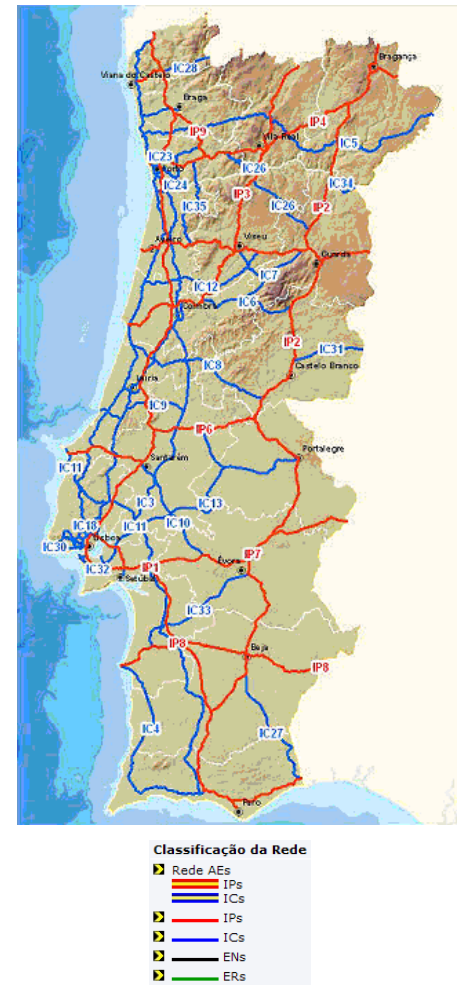 Bragança
IC28
Viana do Castelo
Braga
IP4
IP9
Vila Real
IC5
IC23
IC26
Porto
IC24
IC34
IP3
IC35
IC26
IP2
Aveiro
Viseu
Guarda
IC7
IC12
IC6
Coimbra
IP2
IC31
IC8
Castelo Branco
Leiria
IC9
IP6
Portalegre
Santarém
IC11
IC3
IC13
IC18
IC11
IC10
Lisboa
IC30
IP7
Évora
IC32
IP1
Setúbal
IC33
IP8
Beja
IP8
IC4
IC27
Faro
Classificação da Rede
Rede AEs
IPs
ICs
IPs
ICs
ENs
ERs